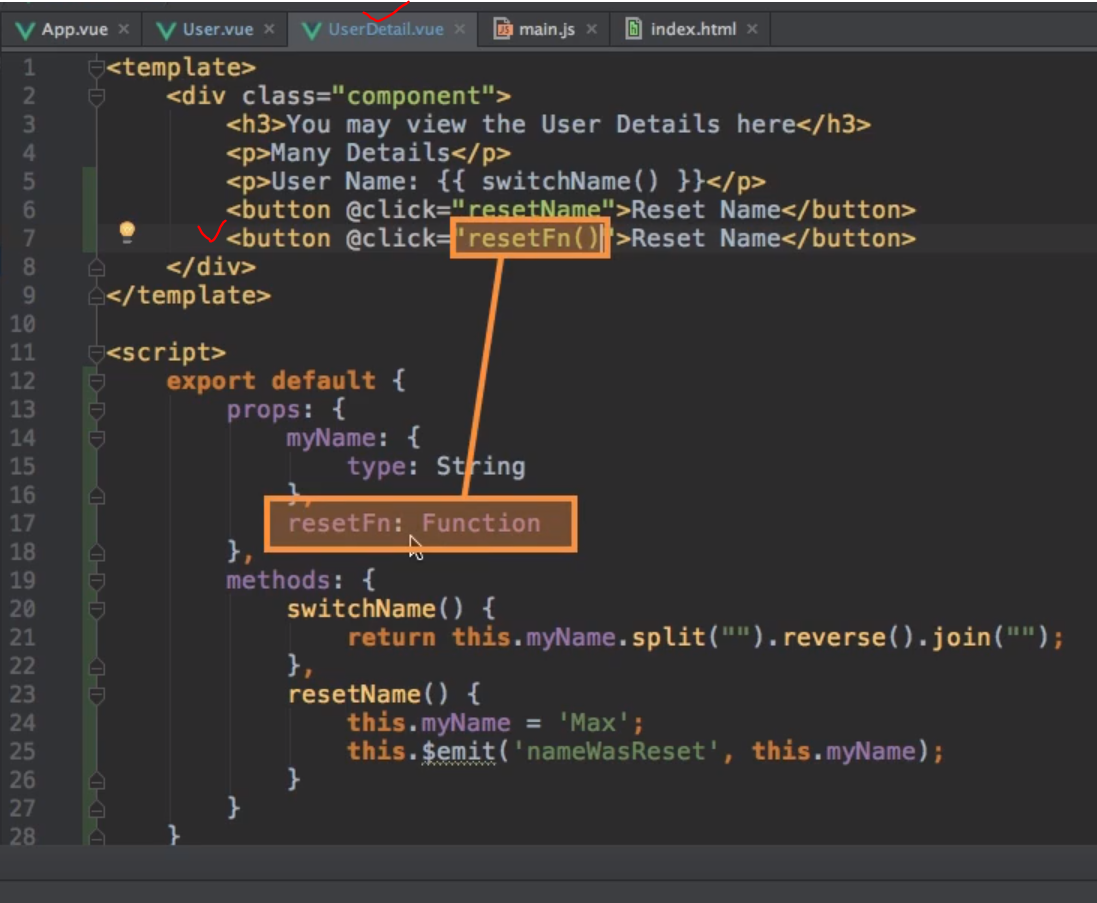 App.vue × User.vue × UserDetail.vue × main.js × index.html ×
1 <template>
2 <div class="component">
3 <h3>You may view the User Details here</h3>
4 <p>Many Details</p>
5 <p>User Name: {{ switchName() }}</p>
6 <button @click="resetName">Reset Name</button>
7 <button @click="resetFn()">Reset Name</button>
8 </div>
9 </template>
10
11 <script>
12 export default {
13 props: {
14 myName: {
15 type: String
16 },
17 resetFn: Function
18 },
19 methods: {
20 switchName() {
21 return this.myName.split("").reverse().join("");
22 },
23 resetName() {
24 this.myName = 'Max';
25 this.$emit('nameWasReset', this.myName);
26 }
27 }
28 }